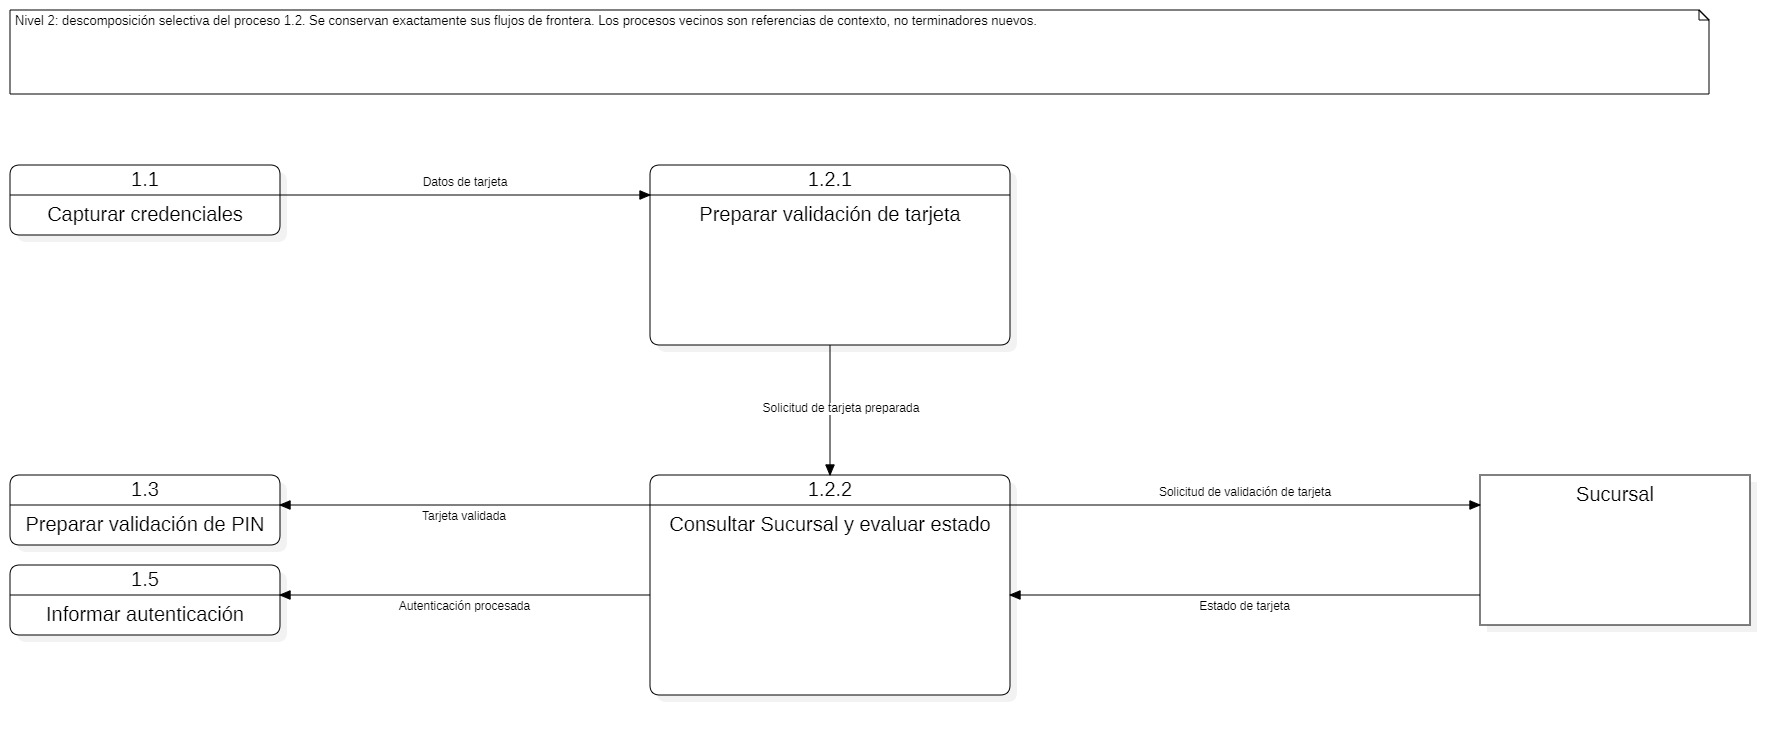 Nivel 2: descomposición selectiva del proceso 1.2. Se conservan exactamente sus flujos de frontera. Los procesos vecinos son referencias de contexto, no terminadores nuevos.
1.1
Capturar credenciales
Datos de tarjeta
1.2.1
Preparar validación de tarjeta
Solicitud de tarjeta preparada
1.3
Preparar validación de PIN
Tarjeta validada
1.2.2
Consultar Sucursal y evaluar estado
Solicitud de validación de tarjeta
Sucursal
1.5
Informar autenticación
Autenticación procesada
Estado de tarjeta